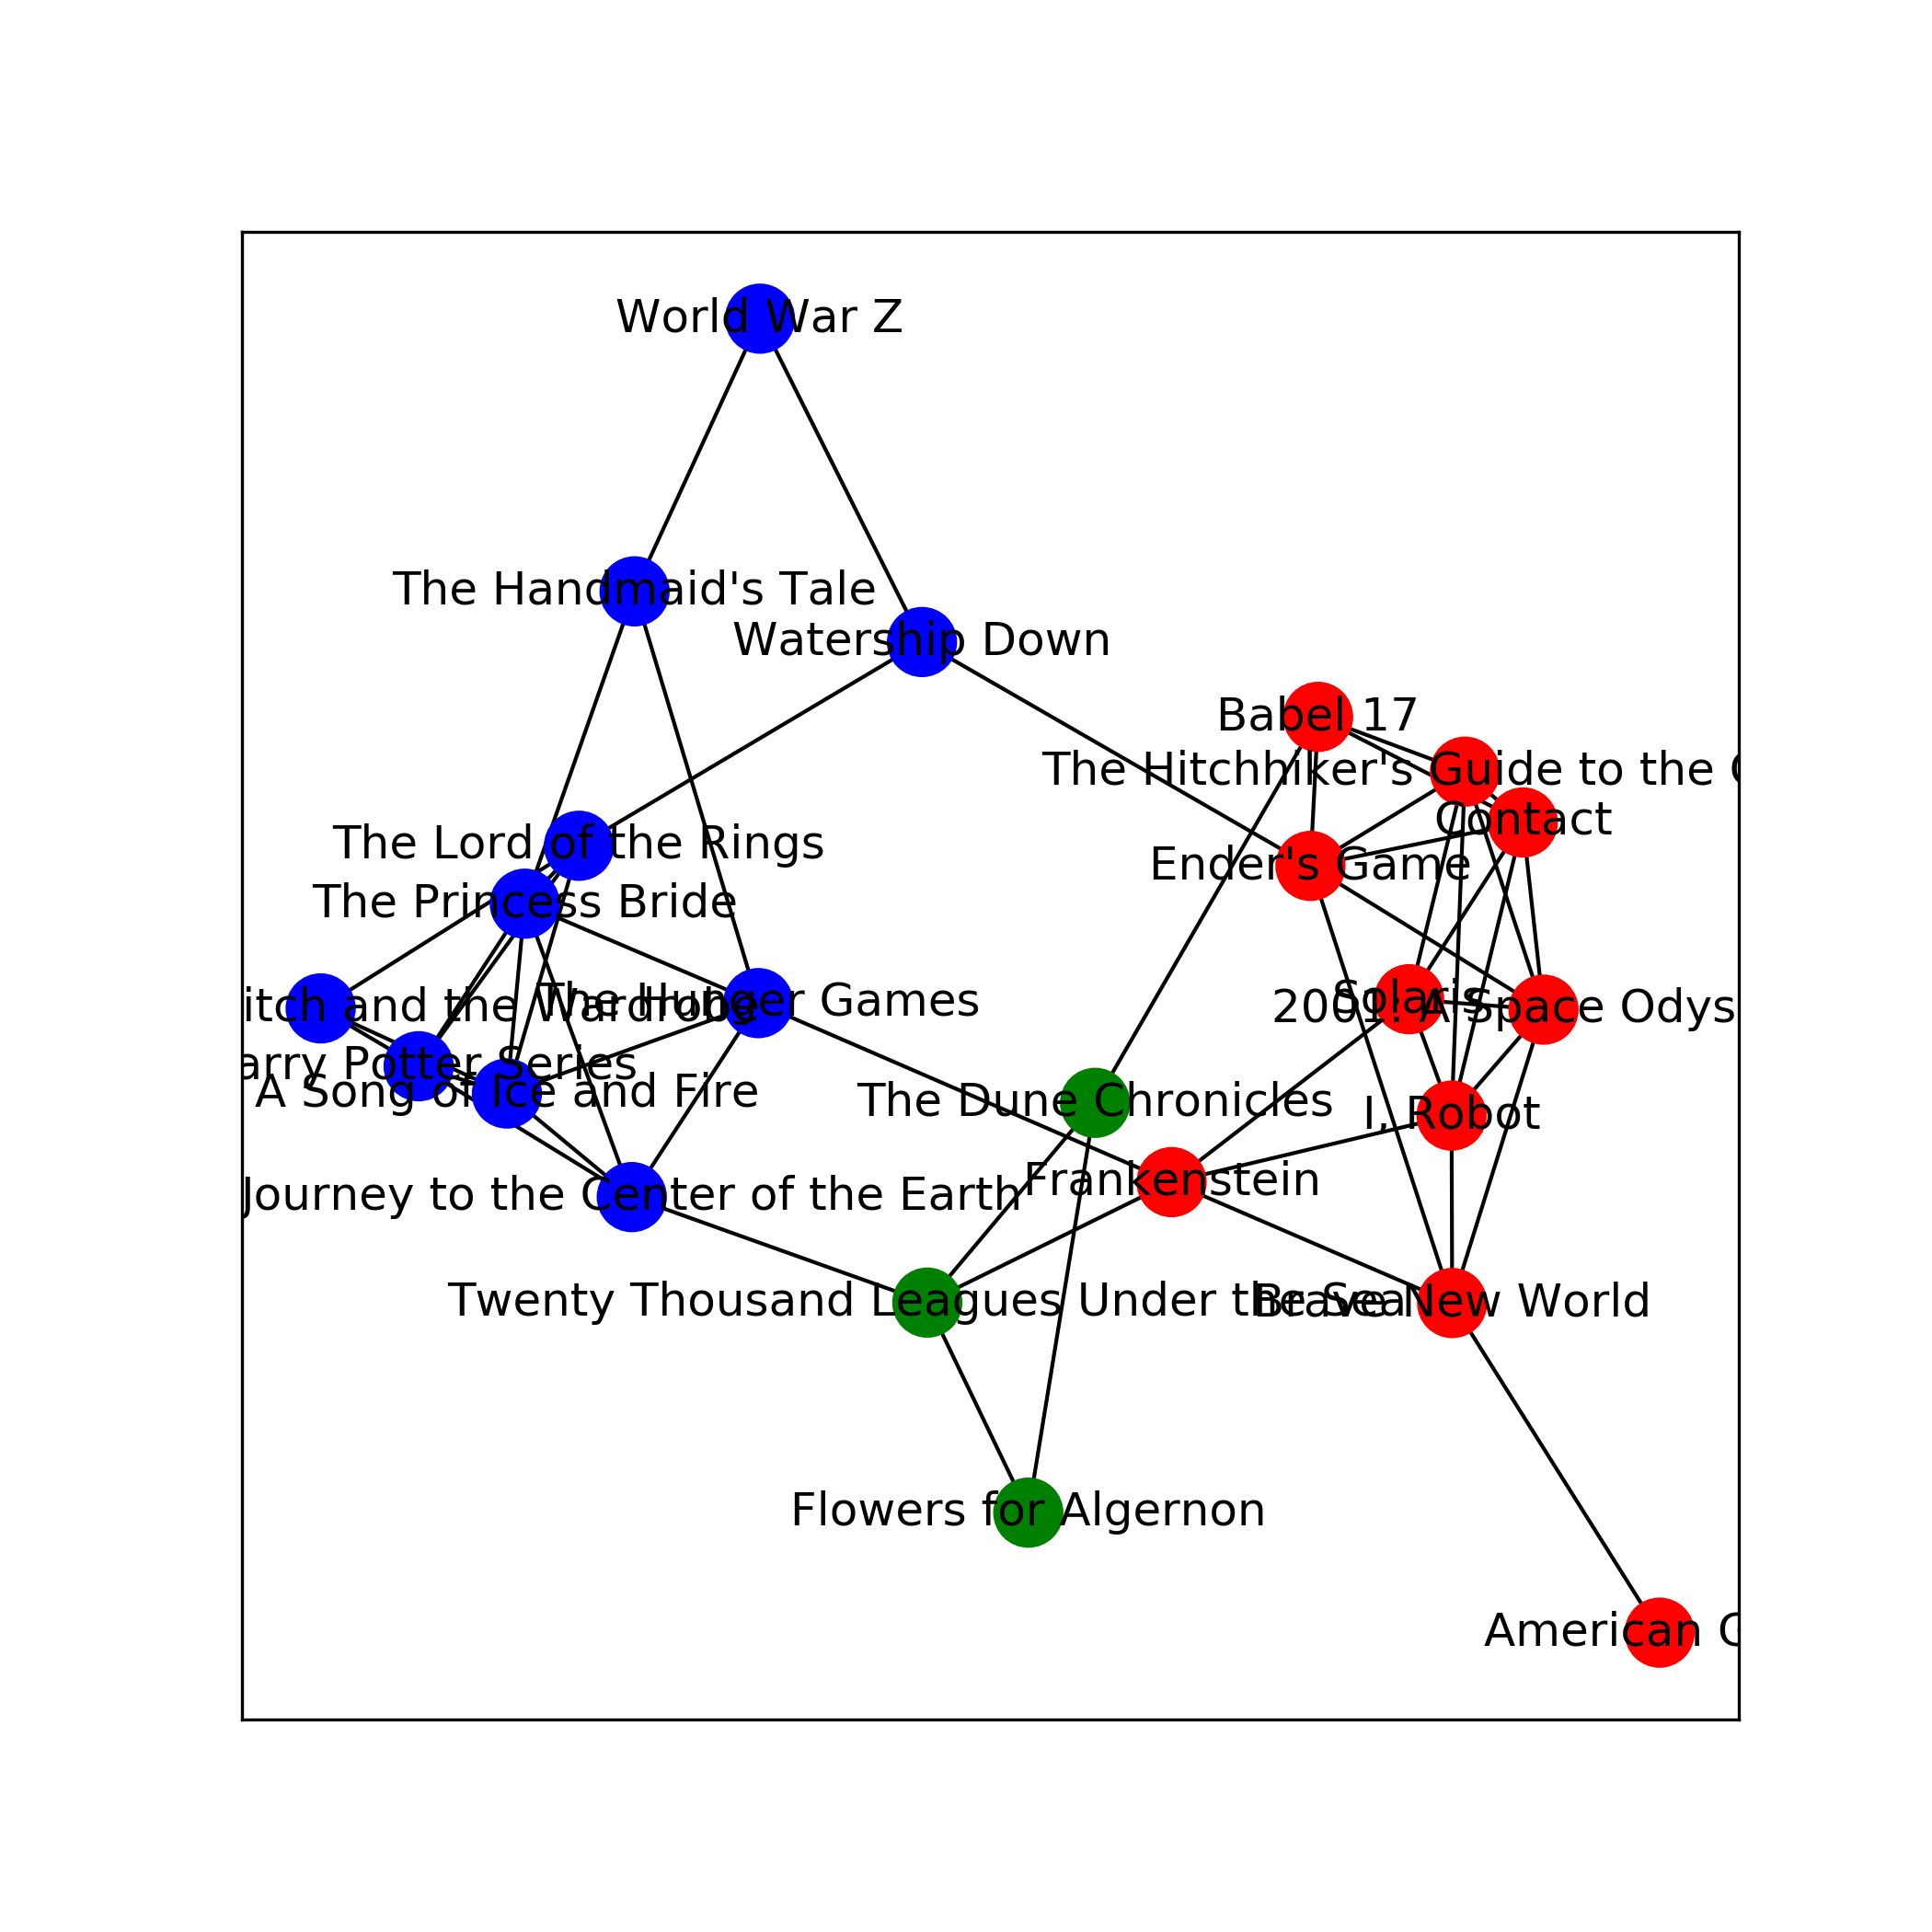 World War Z
The Handmaid's Tale
Watership Down
Babel 17
The Hitchhiker's Guide to the
Contact
The Lord of the Rings
Ender's Game
The Princess Bride
Solaris
2001: A Space Odys
itch and the Wardrobe
The Hunger Games
arry Potter Series
A Song of Ice and Fire
The Dune Chronicles
I, Robot
Frankenstein
Journey to the Center of the Earth
Twenty Thousand Leagues Under the Sea
Brave New World
Flowers for Algernon
American G